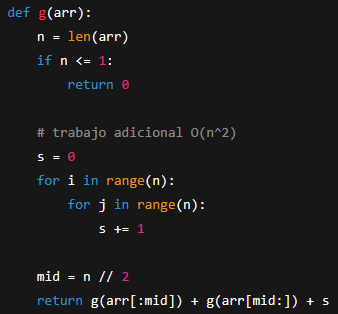 def g(arr):
    n = len(arr)
    if n <= 1:
        return 0

    # trabajo adicional O(n^2)
    s = 0
    for i in range(n):
        for j in range(n):
            s += 1

    mid = n // 2
    return g(arr[:mid]) + g(arr[mid:]) + s